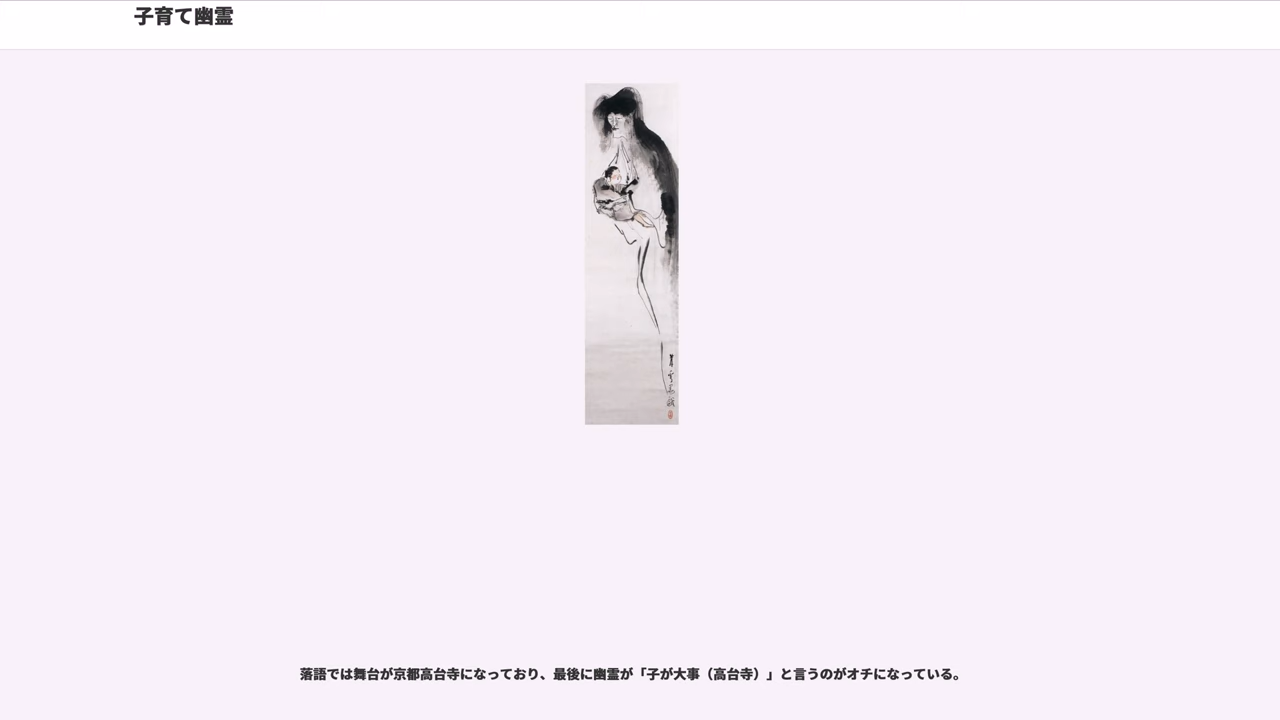 子育て幽霊
落語では舞台が京都高台寺になっており、最後に幽霊が「子が大事（高台寺）」と言うのがオチになっている。